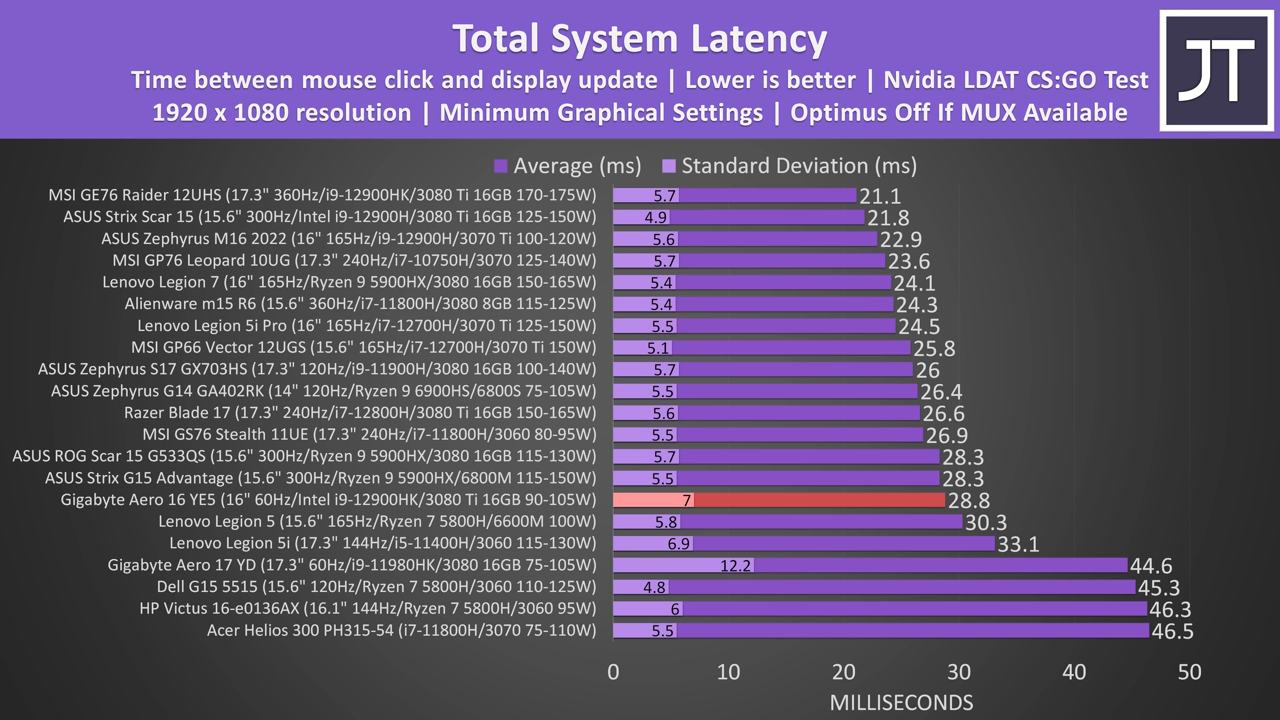 Total System Latency
JT
Time between mouse click and display update | Lower is better | Nvidia LDAT CS:GO Test
1920 x 1080 resolution | Minimum Graphical Settings | Optimus Off If MUX Available
Average (ms) Standard Deviation (ms)
MSI GE76 Raider 12UHS (17.3" 360Hz/i9-12900HK/3080 Ti 16GB 170-175W) 5.7 21.1
ASUS Strix Scar 15 (15.6" 300Hz/Intel i9-12900H/3080 Ti 16GB 125-150W) 4.9 21.8
ASUS Zephyrus M16 2022 (16" 165Hz/i9-12900H/3070 Ti 100-120W) 5.6 22.9
MSI GP76 Leopard 10UG (17.3" 240Hz/i7-10750H/3070 125-140W) 5.7 23.6
Lenovo Legion 7 (16" 165Hz/Ryzen 9 5900HX/3080 16GB 150-165W) 5.4 24.1
Alienware m15 R6 (15.6" 360Hz/i7-11800H/3080 8GB 115-125W) 5.4 24.3
Lenovo Legion 5i Pro (16" 165Hz/i7-12700H/3070 Ti 125-150W) 5.5 24.5
MSI GP66 Vector 12UGS (15.6" 165Hz/i7-12700H/3070 Ti 150W) 5.1 25.8
ASUS Zephyrus S17 GX703HS (17.3" 120Hz/i9-11900H/3080 16GB 100-140W) 5.7 26
ASUS Zephyrus G14 GA402RK (14" 120Hz/Ryzen 9 6900HS/6800S 75-105W) 5.5 26.4
Razer Blade 17 (17.3" 240Hz/i7-12800H/3080 Ti 16GB 150-165W) 5.6 26.6
MSI GS76 Stealth 11UE (17.3" 240Hz/i7-11800H/3060 80-95W) 5.5 26.9
ASUS ROG Scar 15 G533QS (15.6" 300Hz/Ryzen 9 5900HX/3080 16GB 115-130W) 5.7 28.3
ASUS Strix G15 Advantage (15.6" 300Hz/Ryzen 9 5900HX/6800M 115-150W) 5.5 28.3
Gigabyte Aero 16 YE5 (16" 60Hz/Intel i9-12900HK/3080 Ti 16GB 90-105W) 7 28.8
Lenovo Legion 5 (15.6" 165Hz/Ryzen 7 5800H/6600M 100W) 5.8 30.3
Lenovo Legion 5i (17.3" 144Hz/i5-11400H/3060 115-130W) 6.9 33.1
Gigabyte Aero 17 YD (17.3" 60Hz/i9-11980HK/3080 16GB 75-105W) 12.2 44.6
Dell G15 5515 (15.6" 120Hz/Ryzen 7 5800H/3060 110-125W) 4.8 45.3
HP Victus 16-e0136AX (16.1" 144Hz/Ryzen 7 5800H/3060 95W) 6 46.3
Acer Helios 300 PH315-54 (i7-11800H/3070 75-110W) 5.5 46.5
0 10 20 30 40 50
MILLISECONDS